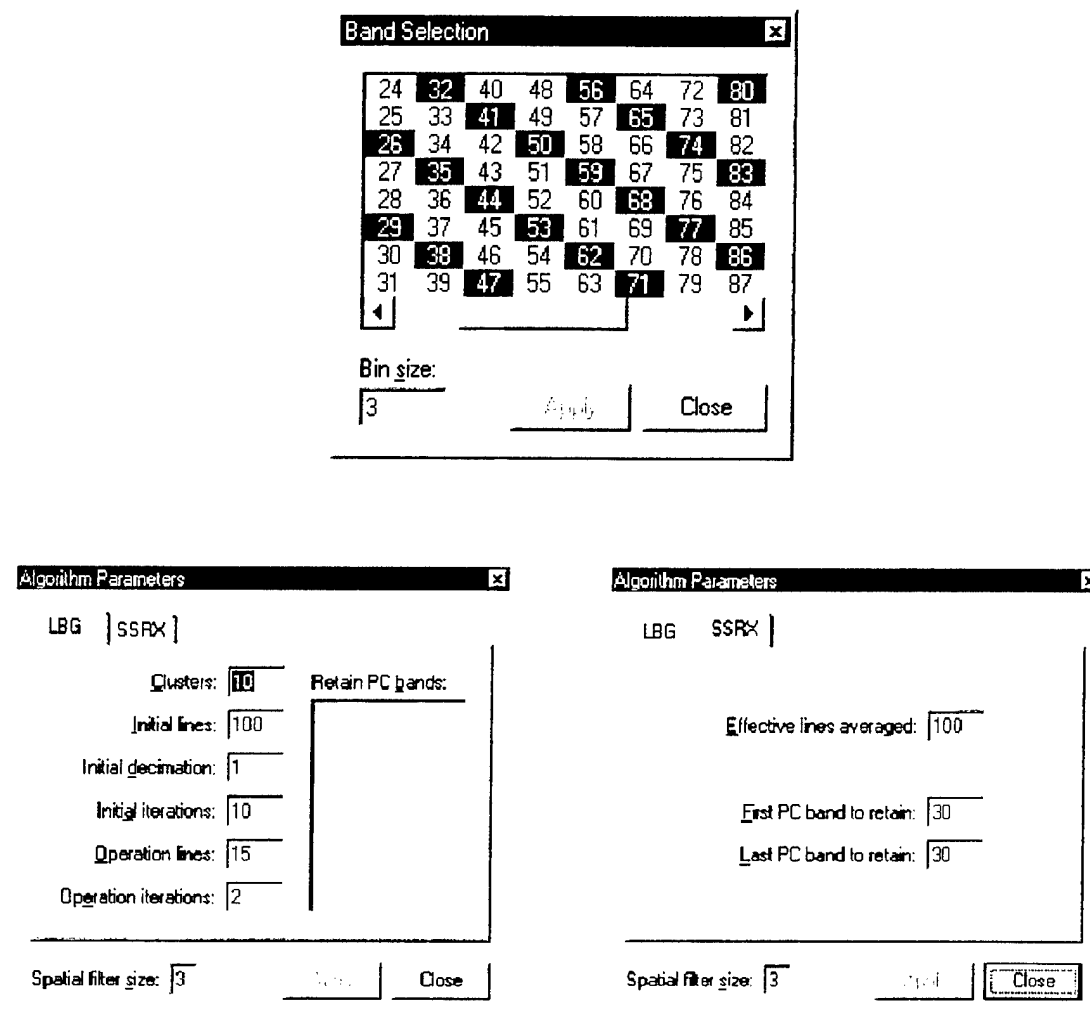 Band Selection
24 32 40 48 56 64 72 80
25 33 41 49 57 65 73 81
26 34 42 50 58 66 74 82
27 35 43 51 59 67 75 83
28 36 44 52 60 68 76 84
29 37 45 53 61 69 77 85
30 38 46 54 62 70 78 86
31 39 47 55 63 71 79 87
Bin size:
3 Apply Close
Algorithm Parameters
LBG SSRX
Clusters: 10 Retain PC bands:
Initial lines: 100
Initial decimation: 1
Initial iterations: 10
Operation lines: 15
Operation iterations: 2
Spatial filter size: 3 Close
Algorithm Parameters
LBG SSRX
Effective lines averaged: 100
First PC band to retain: 30
Last PC band to retain: 30
Spatial filter size: 3 Close